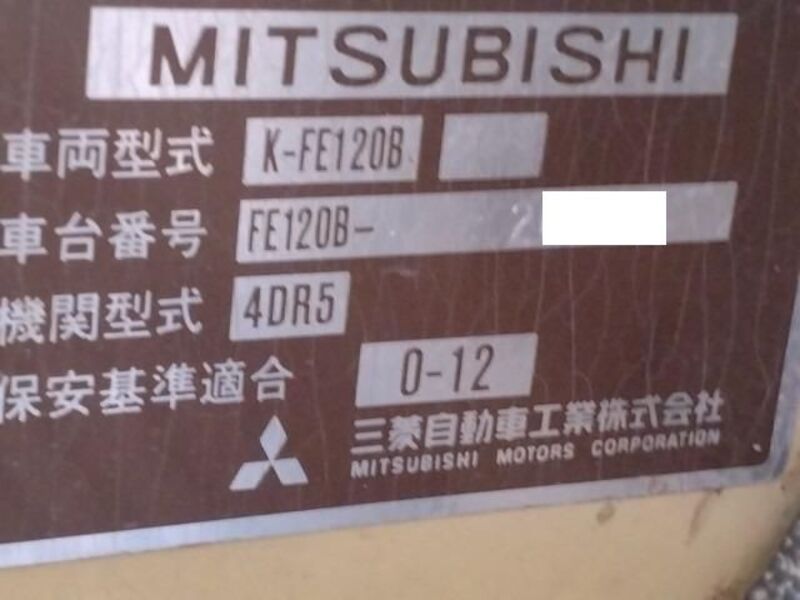 MITSUBISHI
車両型式 K-FE120B
車台番号 FE120B- 2
機関型式 4DR5
保安基準適合 0-12
三菱自動車工業株式会社
MITSUBISHI MOTORS CORPORATION